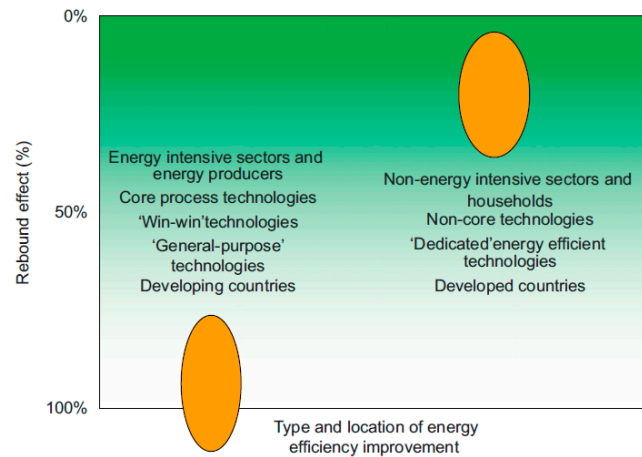 0%
50%
100%
Rebound effect (%)
Energy intensive sectors and
energy producers
Core process technologies
‘Win-win’technologies
‘General-purpose’
technologies
Developing countries
Non-energy intensive sectors and
households
Non-core technologies
‘Dedicated’energy efficient
technologies
Developed countries
Type and location of energy
efficiency improvement